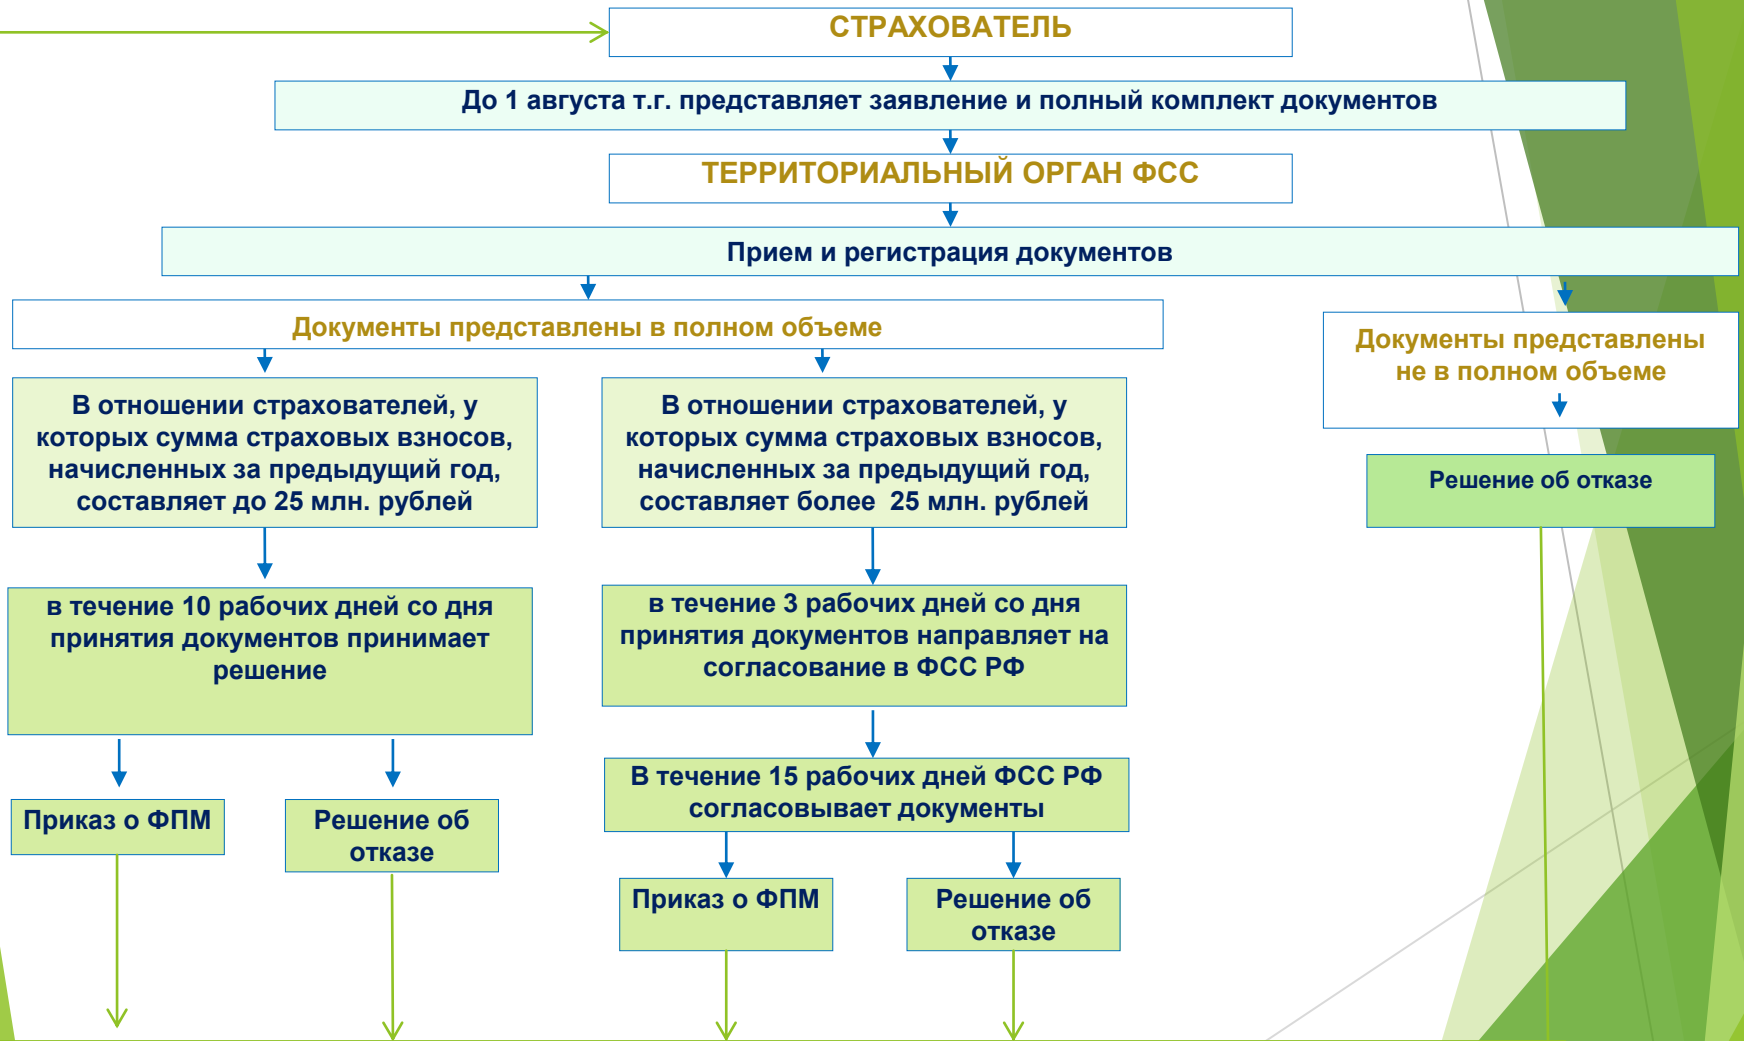 СТРАХОВАТЕЛЬ
До 1 августа т.г. представляет заявление и полный комплект документов
ТЕРРИТОРИАЛЬНЫЙ ОРГАН ФСС
Прием и регистрация документов
Документы представлены в полном объеме
Документы представлены
не в полном объеме
В отношении страхователей, у
которых сумма страховых взносов,
начисленных за предыдущий год,
составляет до 25 млн. рублей
В отношении страхователей, у
которых сумма страховых взносов,
начисленных за предыдущий год,
составляет более 25 млн. рублей
Решение об отказе
в течение 10 рабочих дней со дня
принятия документов принимает
решение
в течение 3 рабочих дней со дня
принятия документов направляет на
согласование в ФСС РФ
В течение 15 рабочих дней ФСС РФ
согласовывает документы
Приказ о ФПМ
Решение об
отказе
Приказ о ФПМ
Решение об
отказе